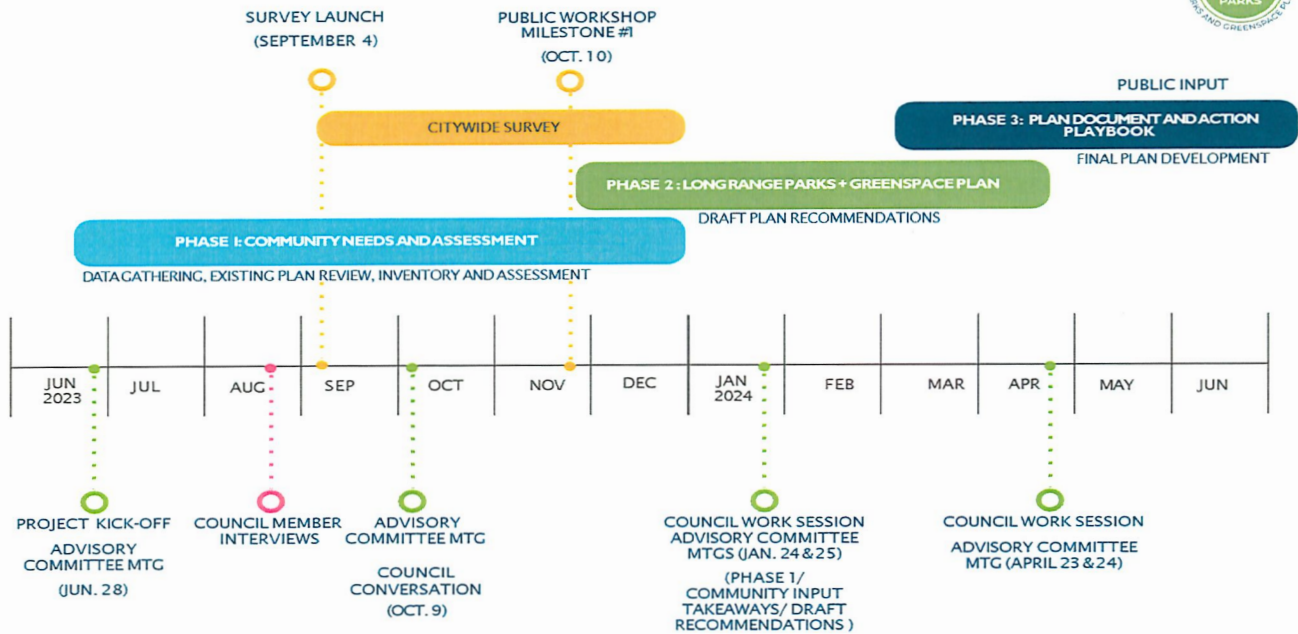 SURVEY LAUNCH
(SEPTEMBER 4)
PUBLIC WORKSHOP
MILESTONE #1
(OCT. 10)
PARKS
PUBLIC INPUT
CITYWIDE SURVEY
PHASE 3: PLAN DOCUMENT AND ACTION
PLAYBOOK
FINAL PLAN DEVELOPMENT
PHASE 2 : LONG RANGE PARKS + GREENSPACE PLAN
DRAFT PLAN RECOMMENDATIONS
PHASE I: COMMUNITY NEEDS AND ASSESSMENT
DATA GATHERING, EXISTING PLAN REVIEW, INVENTORY AND ASSESSMENT
JUN
2023
JUL
AUG
SEP
OCT
NOV
DEC
JAN
2024
FEB
MAR
APR
MAY
JUN
PROJECT KICK-OFF
ADVISORY
COMMITTEE MTG
(JUN. 28)
COUNCIL MEMBER
INTERVIEWS
ADVISORY
COMMITTEE MTG
COUNCIL
CONVERSATION
(OCT. 9)
COUNCIL WORK SESSION
ADVISORY COMMITTEE
MTGS (JAN. 24 & 25)
(PHASE 1/
COMMUNITY INPUT
TAKEAWAYS/ DRAFT
RECOMMENDATIONS )
COUNCIL WORK SESSION
ADVISORY COMMITTEE
MTG (APRIL 23 & 24)